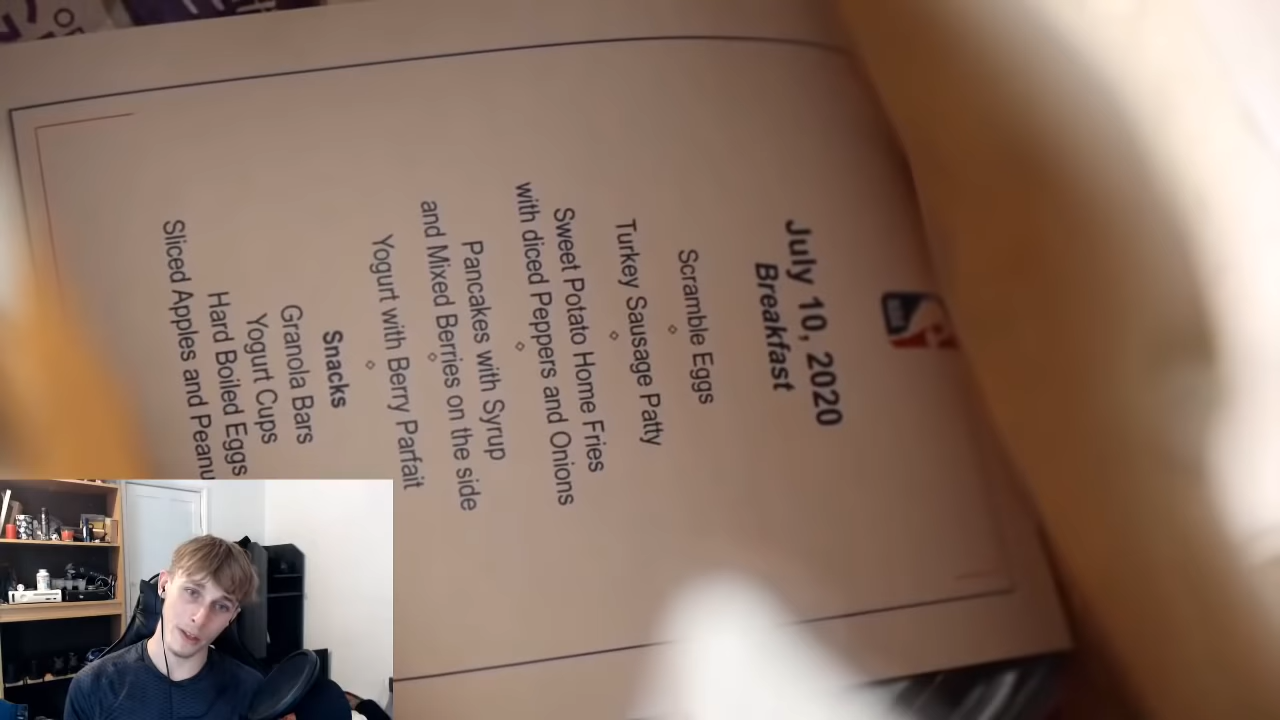 July 10, 2020
Breakfast
Scramble Eggs
Turkey Sausage Patty
Sweet Potato Home Fries
with diced Peppers and Onions
Pancakes with Syrup
and Mixed Berries on the side
Yogurt with Berry Parfait
Snacks
Granola Bars
Yogurt Cups
Hard Boiled Eggs
Sliced Apples and